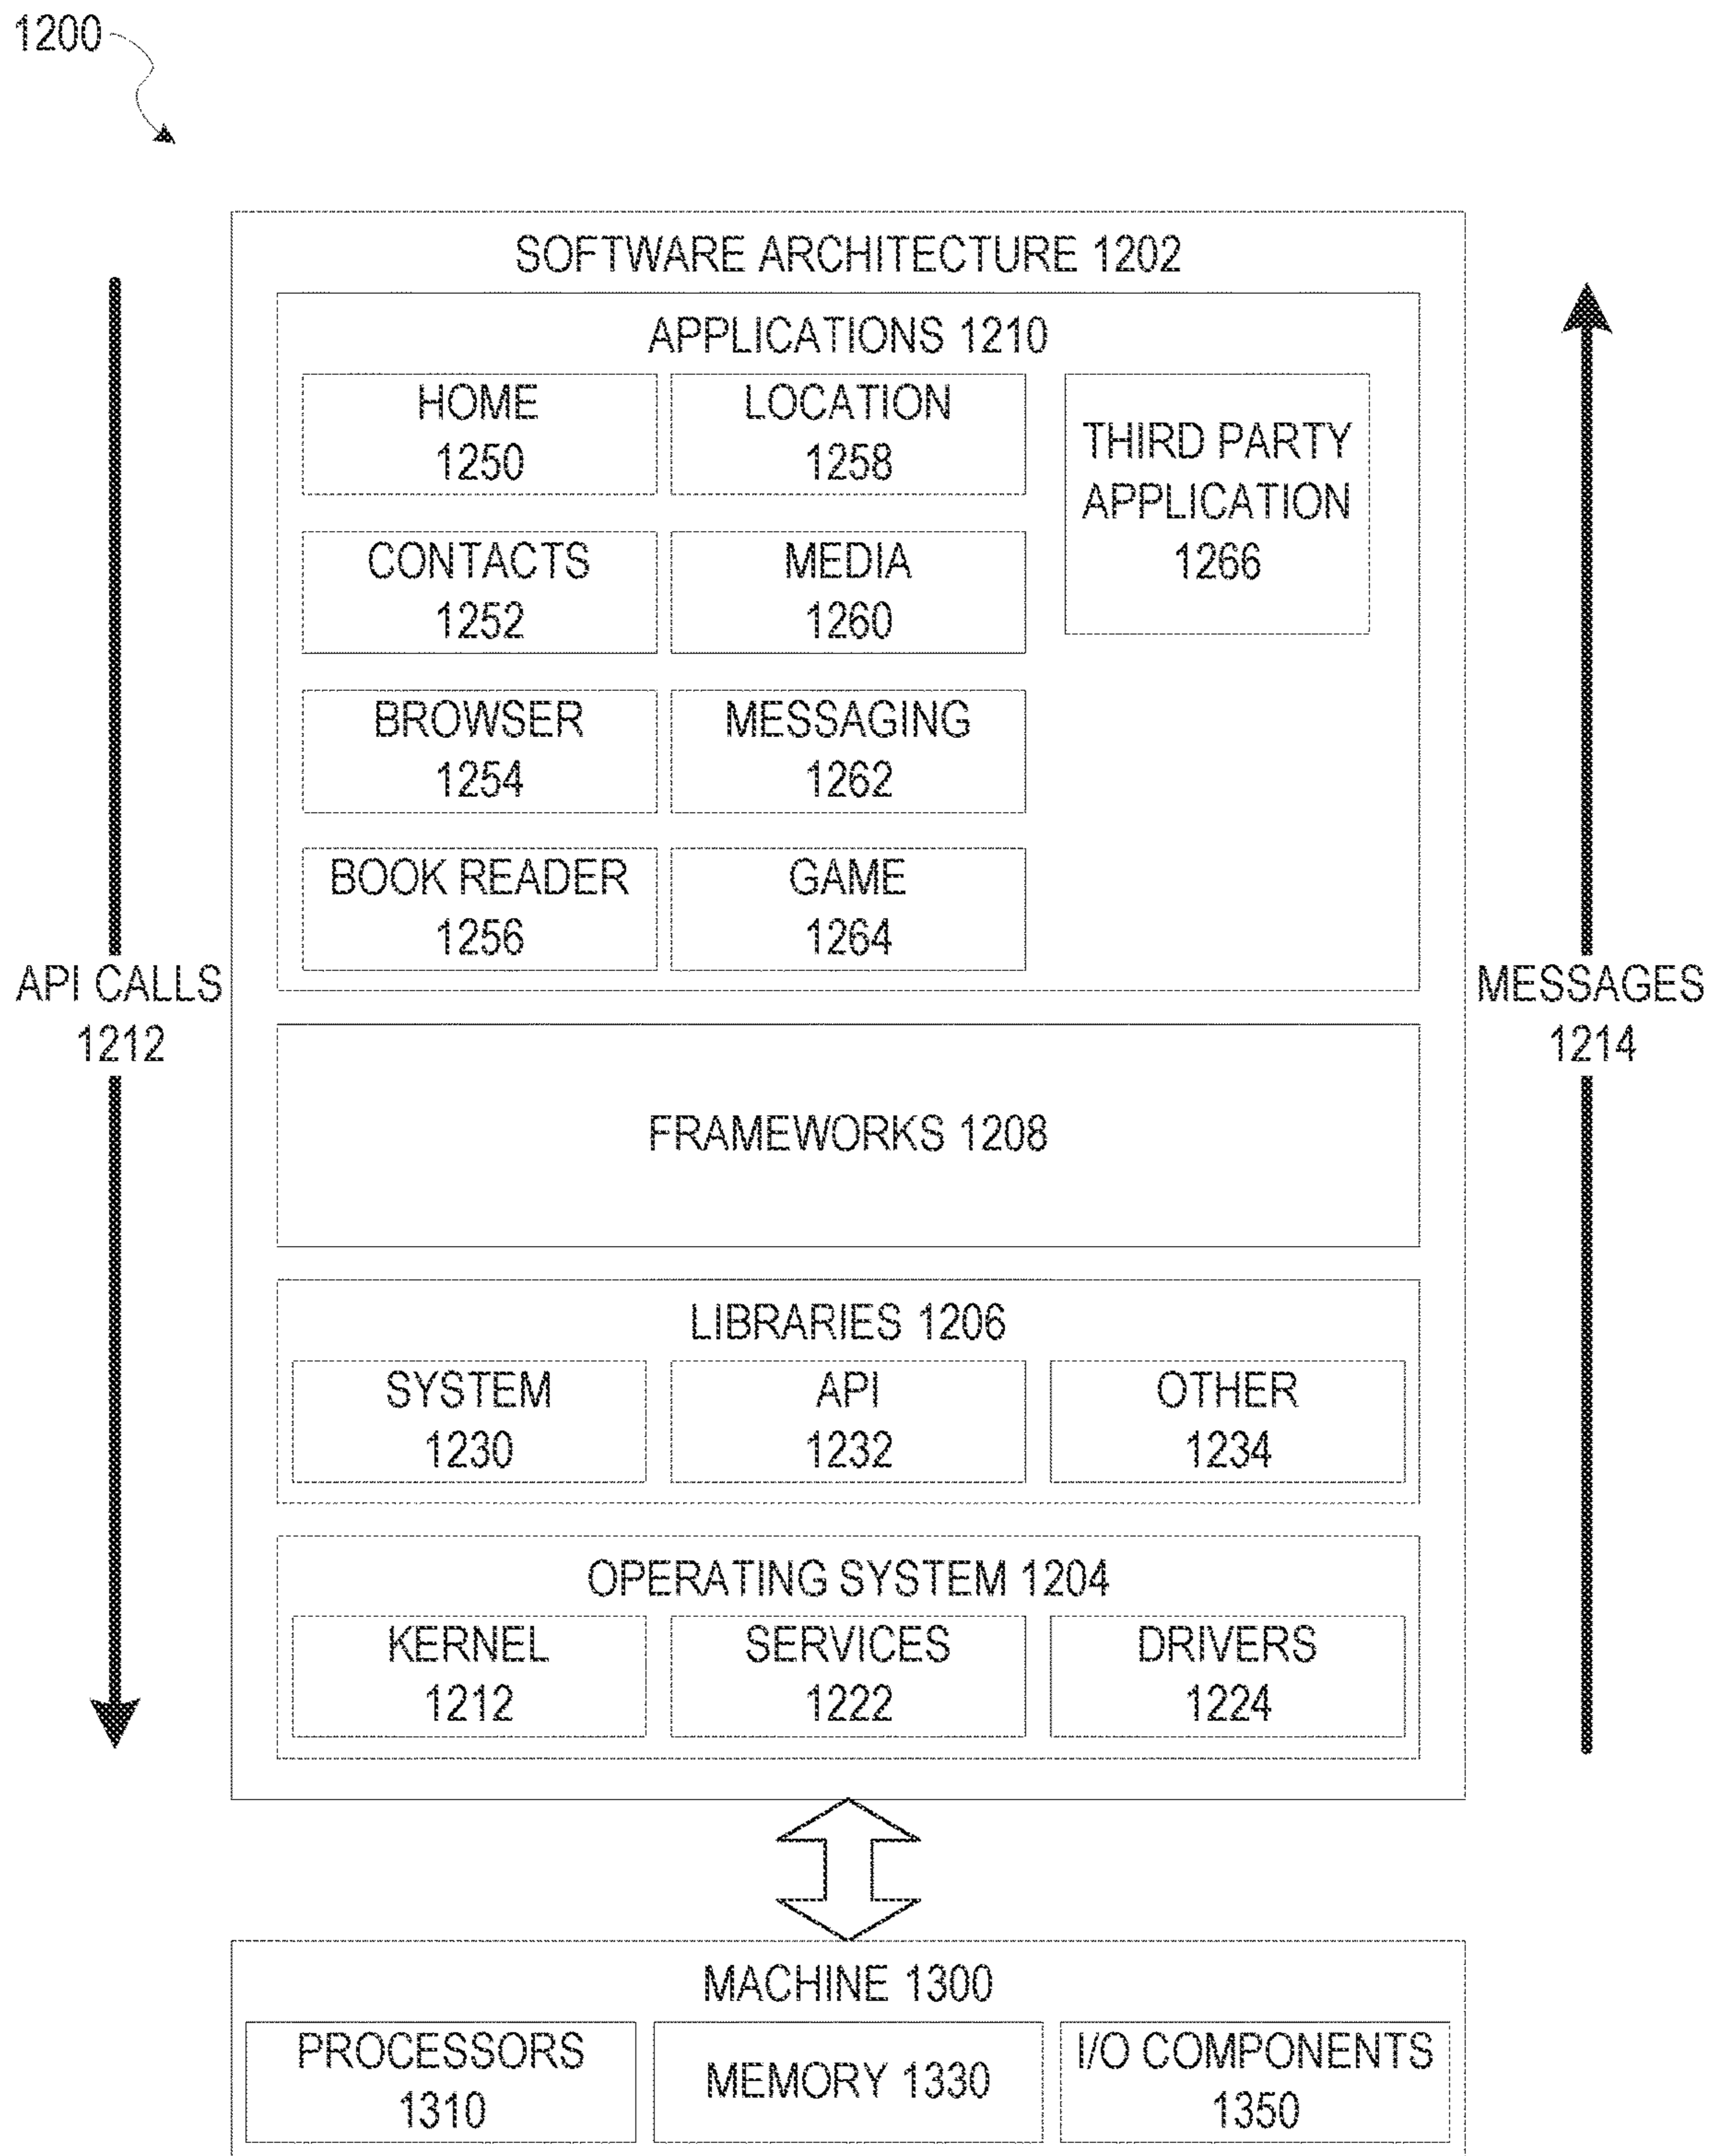 1200
SOFTWARE ARCHITECTURE 1202
APPLICATIONS 1210
HOME
1250
LOCATION
1258
THIRD PARTY
APPLICATION
1266
CONTACTS
1252
MEDIA
1260
BROWSER
1254
MESSAGING
1262
BOOK READER
1256
GAME
1264
API CALLS
1212
MESSAGES
1214
FRAMEWORKS 1208
LIBRARIES 1206
SYSTEM
1230
API
1232
OTHER
1234
OPERATING SYSTEM 1204
KERNEL
1212
SERVICES
1222
DRIVERS
1224
MACHINE 1300
PROCESSORS
1310
MEMORY 1330
I/O COMPONENTS
1350